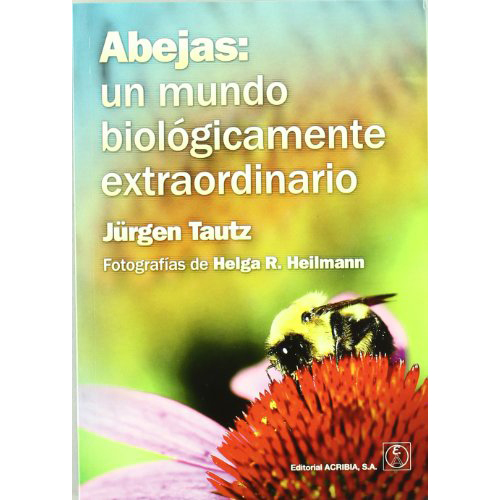 Abejas:
un mundo
biológicamente
extraordinario
Jürgen Tautz
Fotografías de Helga R. Heilmann
Editorial ACRIBIA, S.A.